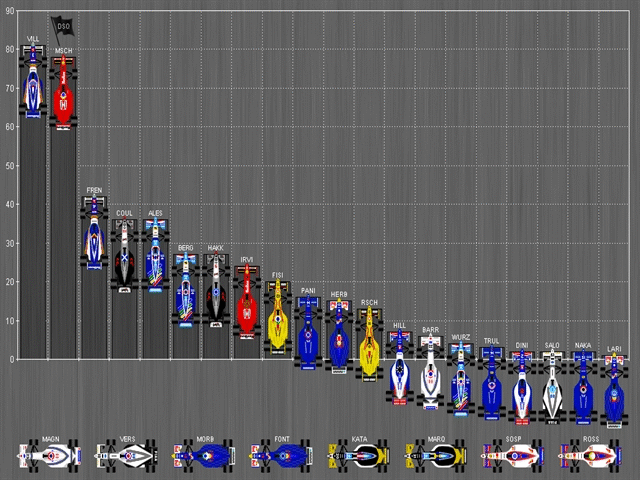 90
80
70
60
50
40
30
20
10
0
VILL
DSQ
MSCH
FREN
COUL
ALES
BERG
HAKK
IRVI
FISI
PANI
HERB
RSCH
HILL
BARR
WURZ
TRUL
DINI
SALO
NAKA
LARI
MAGN
VERS
MORB
FONT
KATA
MARQ
SOSP
ROSS